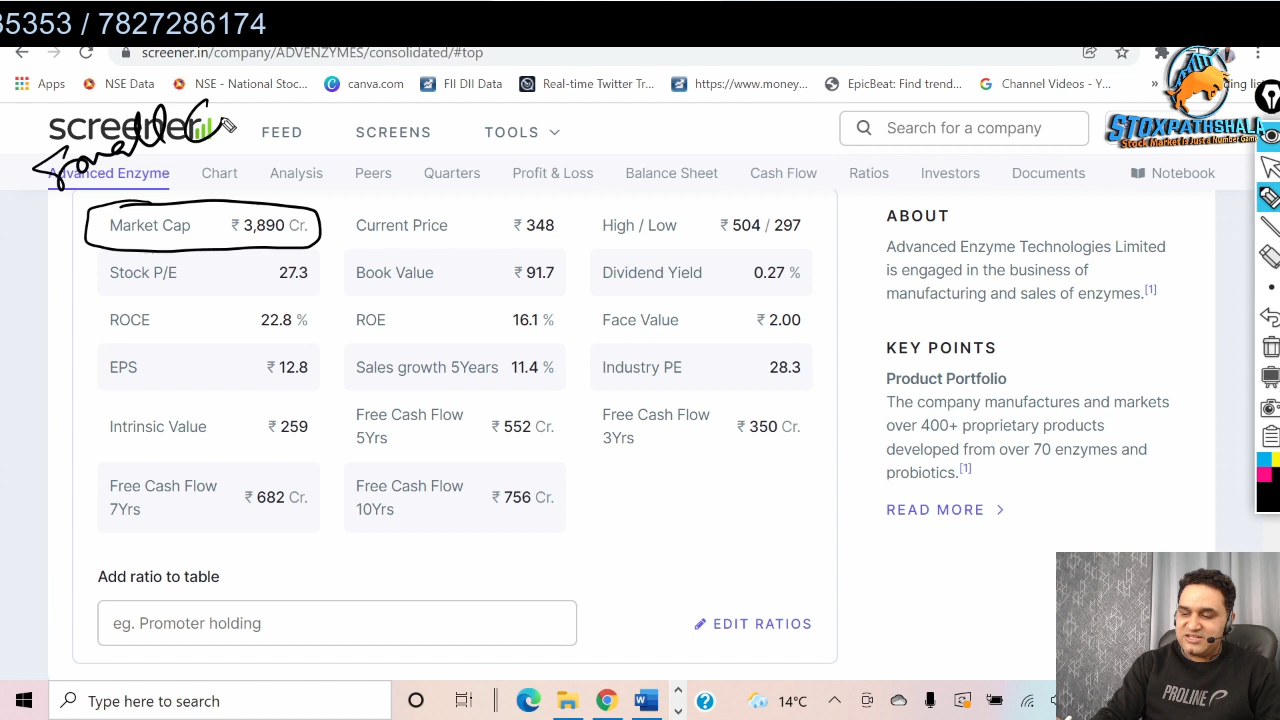 35353 / 7827286174
screener.in/company/ADVENZYMES/consolidated/#top
Apps NSE Data NSE - National Stoc... canva.com FII DII Data Real-time Twitter Tr... https://www.money... EpicBeat: Find trend... Channel Videos - Y... » ding list
screener FEED SCREENS TOOLS Search for a company
STOXPATHSHALA
Stock Market is Just a Number Game
Small C
Advanced Enzyme Chart Analysis Peers Quarters Profit & Loss Balance Sheet Cash Flow Ratios Investors Documents Notebook
Market Cap ₹ 3,890 Cr. Current Price ₹ 348 High / Low ₹ 504 / 297
Stock P/E 27.3 Book Value ₹ 91.7 Dividend Yield 0.27 %
ROCE 22.8 % ROE 16.1 % Face Value ₹ 2.00
EPS ₹ 12.8 Sales growth 5Years 11.4 % Industry PE 28.3
Intrinsic Value ₹ 259 Free Cash Flow 5Yrs ₹ 552 Cr. Free Cash Flow 3Yrs ₹ 350 Cr.
Free Cash Flow 7Yrs ₹ 682 Cr. Free Cash Flow 10Yrs ₹ 756 Cr.
Add ratio to table
eg. Promoter holding EDIT RATIOS
ABOUT
Advanced Enzyme Technologies Limited
is engaged in the business of
manufacturing and sales of enzymes.[1]
KEY POINTS
Product Portfolio
The company manufactures and markets
over 400+ proprietary products
developed from over 70 enzymes and
probiotics.[1]
READ MORE
PROLINE
Type here to search 14°C